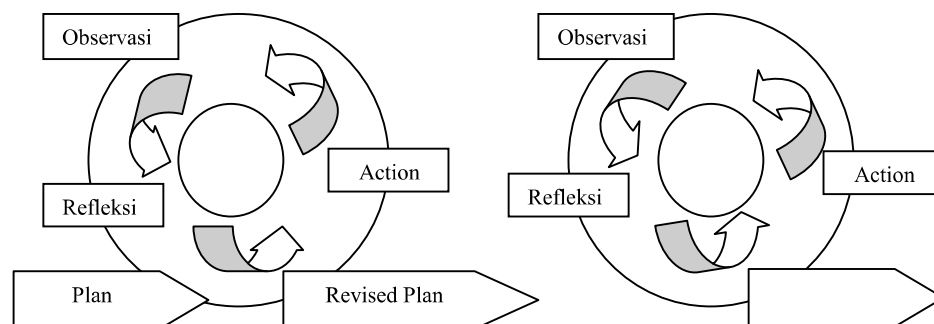 Observasi
Observasi
Action
Action
Refleksi
Refleksi
Plan
Revised Plan